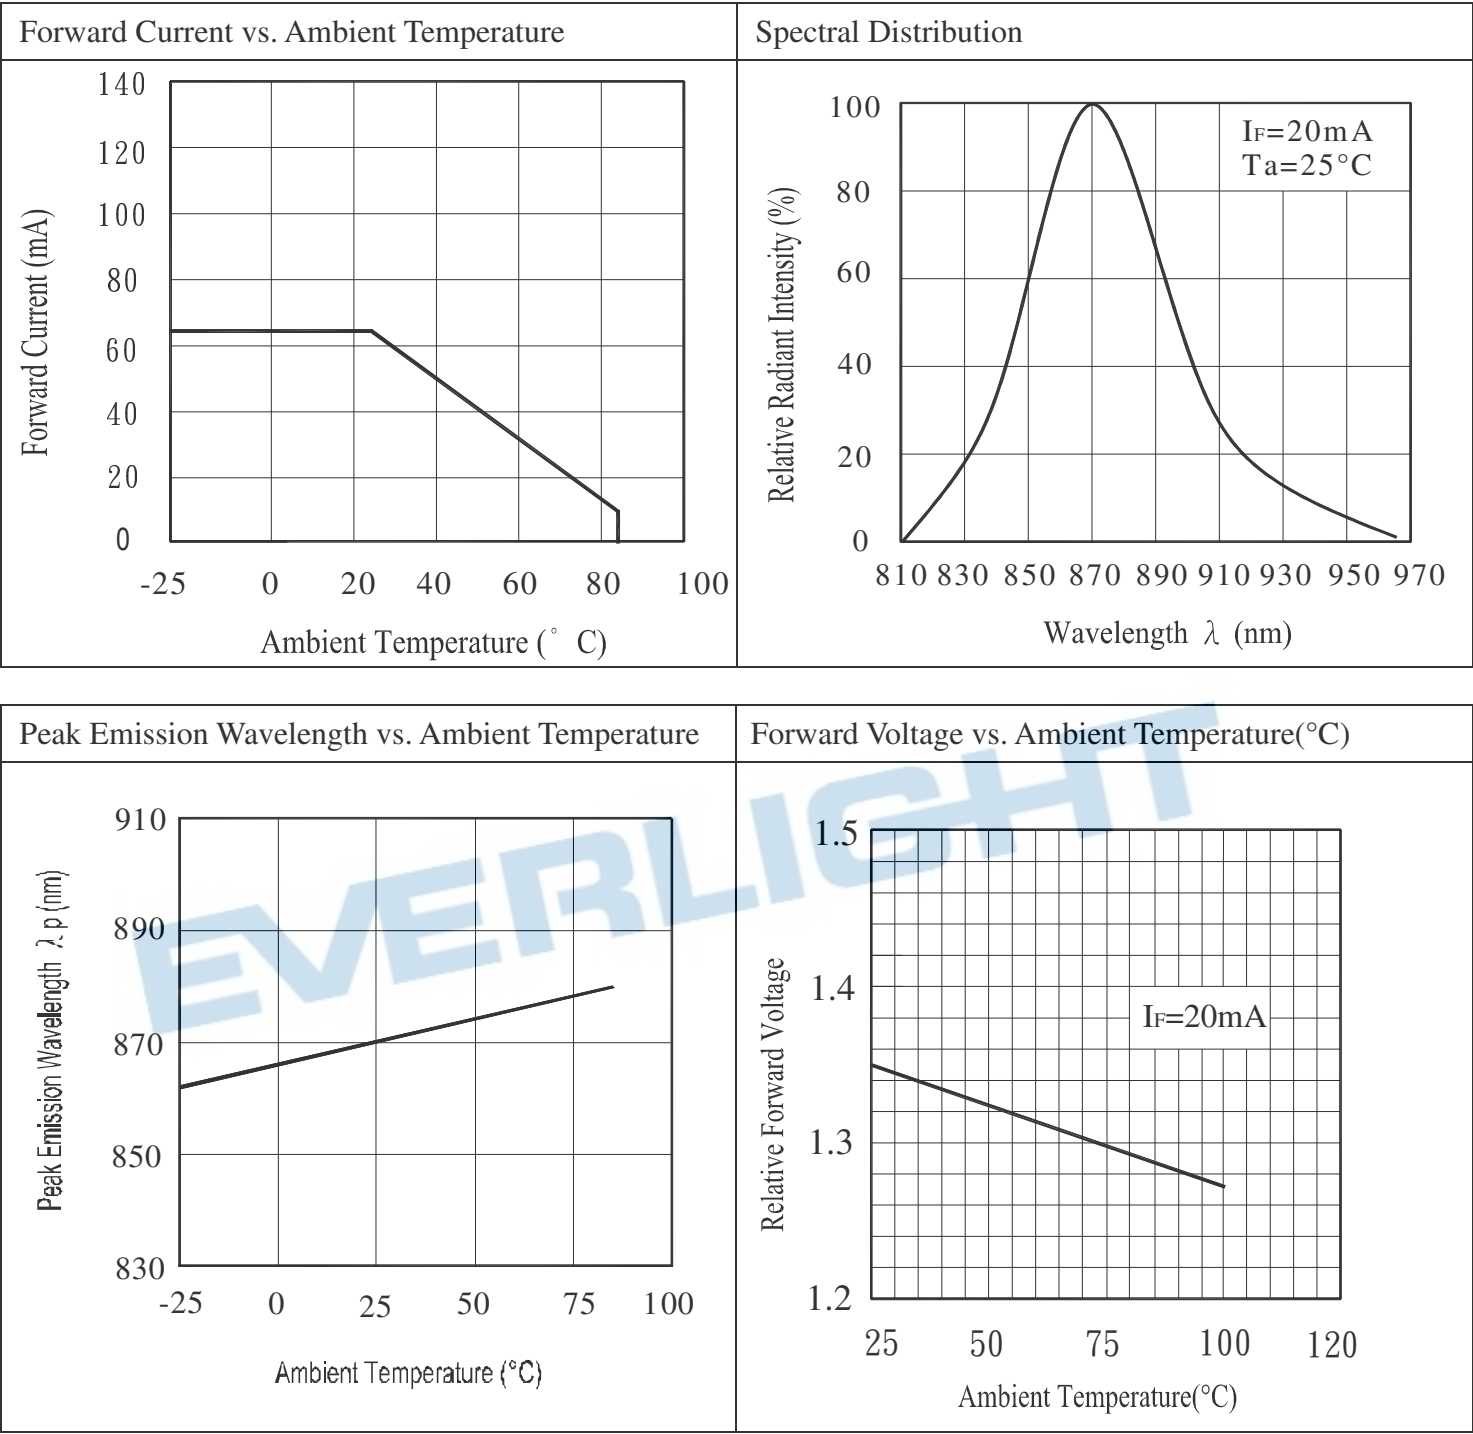 Forward Current vs. Ambient Temperature
140
120
100
80
60
40
20
0
Forward Current (mA)
-25 0 20 40 60 80 100
Ambient Temperature (° C)
Spectral Distribution
100
80
60
40
20
0
Relative Radiant Intensity (%)
IF=20mA
Ta=25°C
810 830 850 870 890 910 930 950 970
Wavelength λ (nm)
Peak Emission Wavelength vs. Ambient Temperature
910
890
870
850
830
Peak Emission Wavelength λ p (nm)
-25 0 25 50 75 100
Ambient Temperature (°C)
Forward Voltage vs. Ambient Temperature(°C)
1.5
1.4
1.3
1.2
Relative Forward Voltage
IF=20mA
25 50 75 100 120
Ambient Temperature(°C)
EVERLIGHT